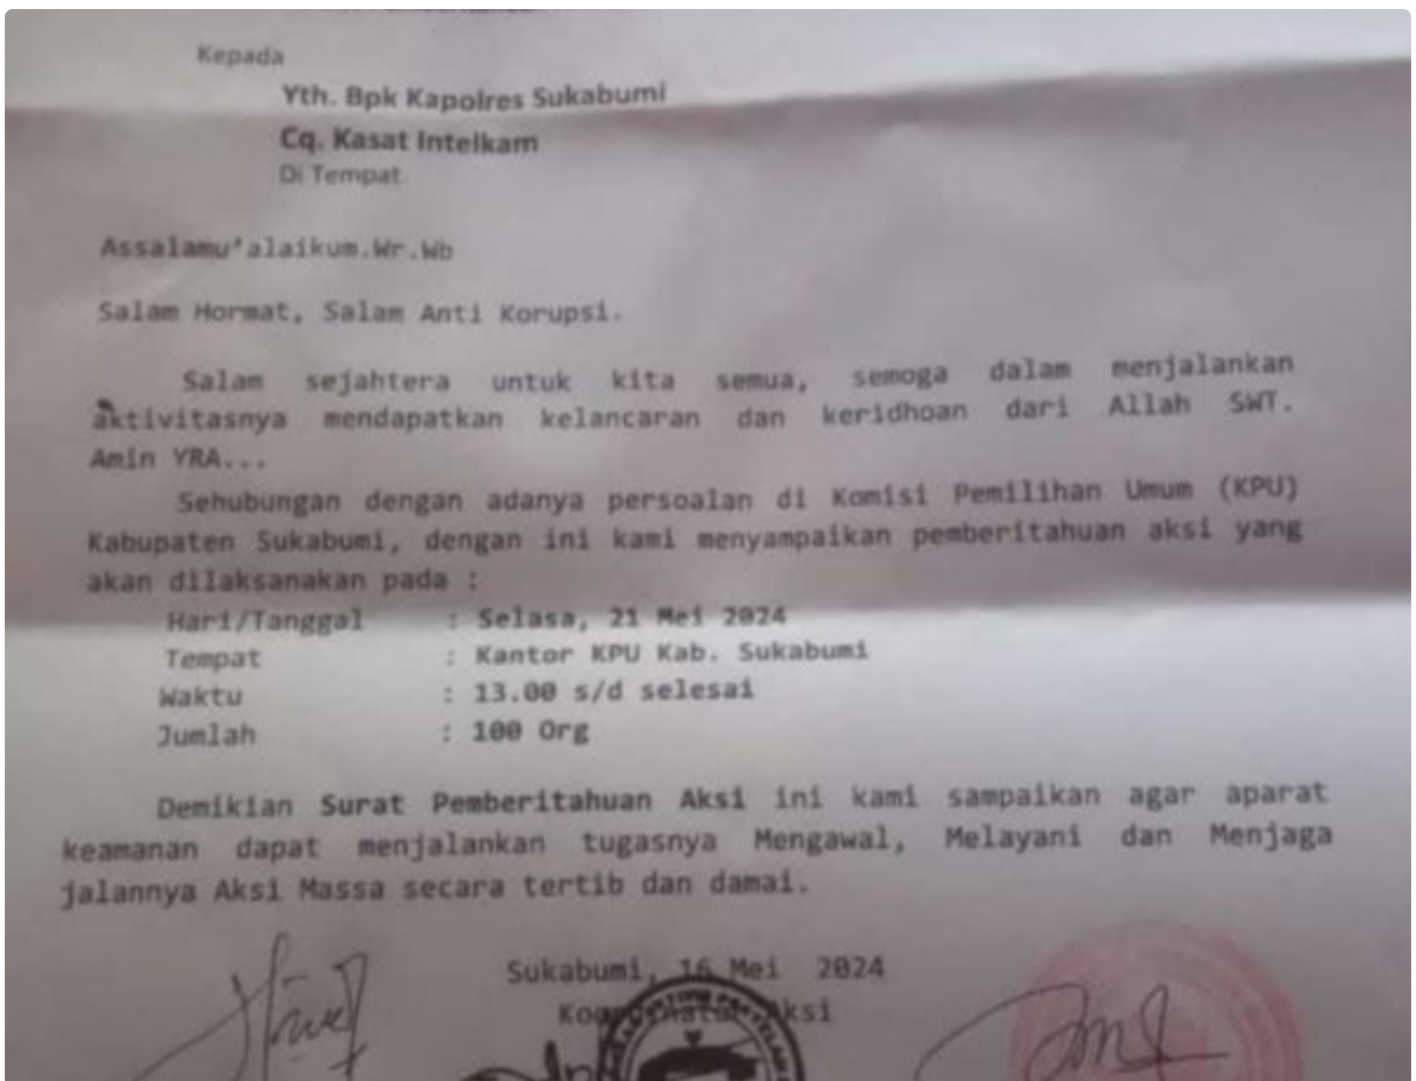 Kepada
Yth. Bpk Kapolres Sukabumi
Cq. Kasat Intelkam
Di Tempat
Assalamu'alaikum.Wr.Wb
Salam Hormat, Salam Anti Korupsi.
Salam sejahtera untuk kita semua, semoga dalam menjalankan
aktivitasnya mendapatkan kelancaran dan keridhoan dari Allah SWT.
Amin YRA...
Sehubungan dengan adanya persoalan di Komisi Pemilihan Umum (KPU)
Kabupaten Sukabumi, dengan ini kami menyampaikan pemberitahuan aksi yang
akan dilaksanakan pada :
Hari/Tanggal : Selasa, 21 Mei 2024
Tempat : Kantor KPU Kab. Sukabumi
Waktu : 13.00 s/d selesai
Jumlah : 100 Org
Demikian Surat Pemberitahuan Aksi ini kami sampaikan agar aparat
keamanan dapat menjalankan tugasnya Mengawal, Melayani dan Menjaga
jalannya Aksi Massa secara tertib dan damai.
Sukabumi, 16 Mei 2024
Aksi